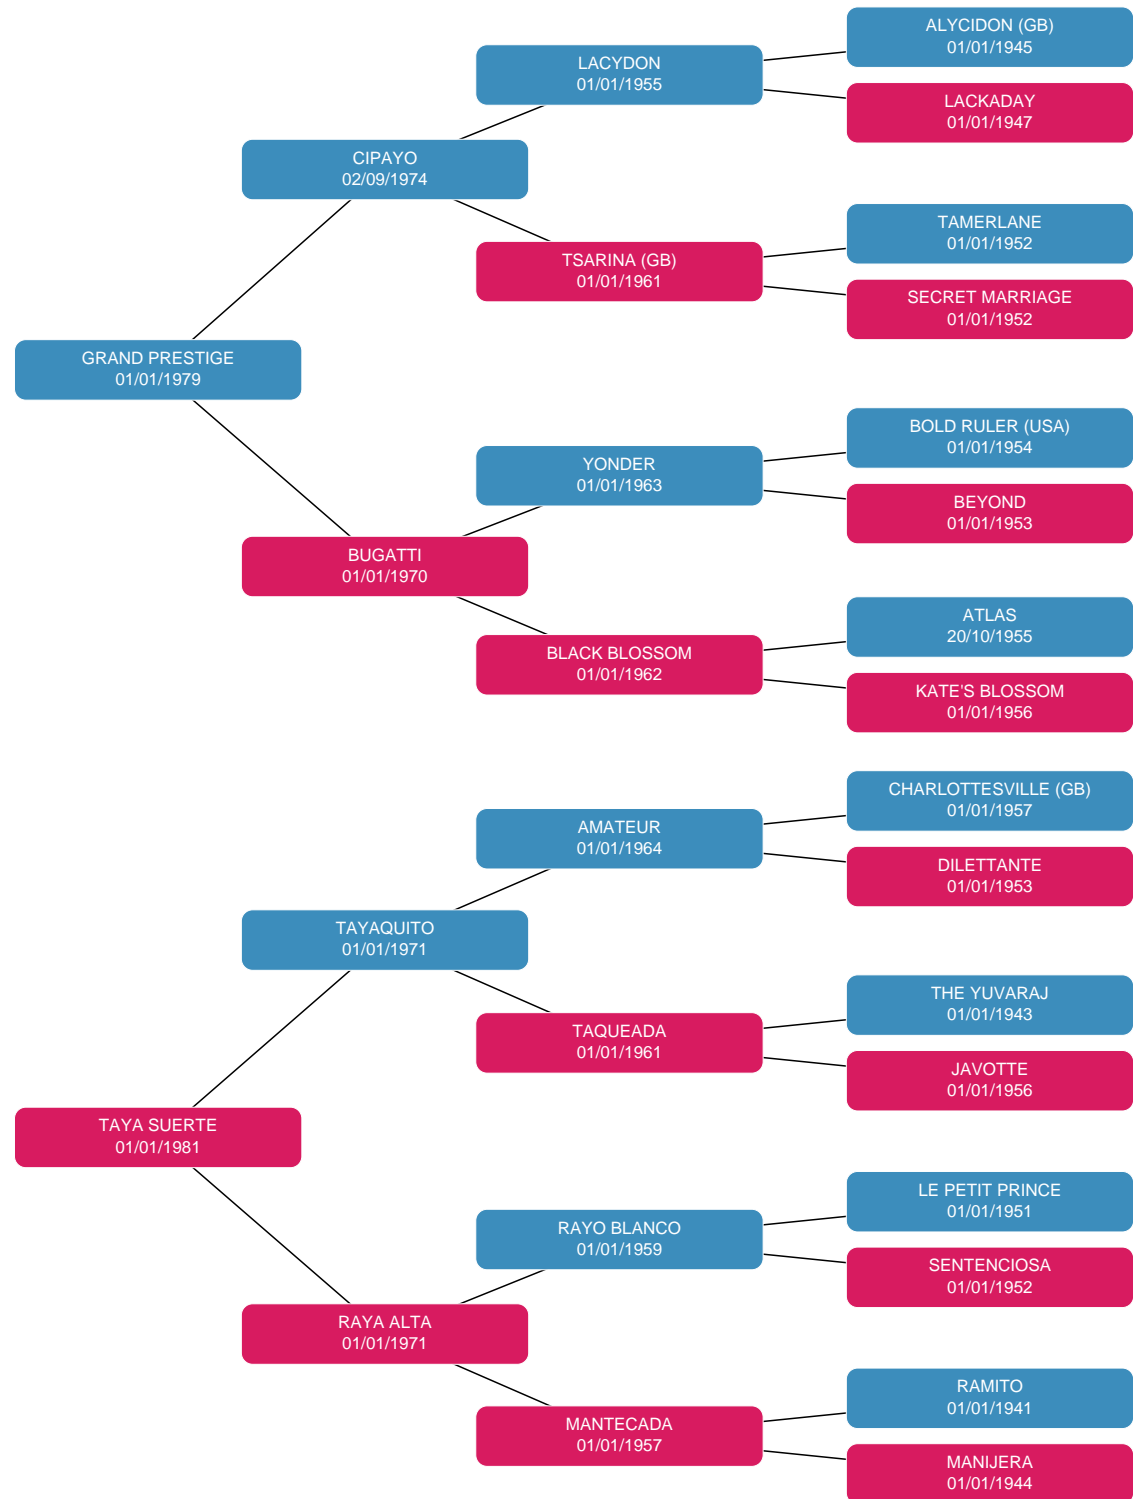 ALYCIDON (GB)
01/01/1945
LACYDON
01/01/1955
LACKADAY
01/01/1947
CIPAYO
02/09/1974
TAMERLANE
01/01/1952
TSARINA (GB)
01/01/1961
SECRET MARRIAGE
01/01/1952
GRAND PRESTIGE
01/01/1979
BOLD RULER (USA)
01/01/1954
YONDER
01/01/1963
BEYOND
01/01/1953
BUGATTI
01/01/1970
ATLAS
20/10/1955
BLACK BLOSSOM
01/01/1962
KATE'S BLOSSOM
01/01/1956
CHARLOTTESVILLE (GB)
01/01/1957
AMATEUR
01/01/1964
DILETTANTE
01/01/1953
TAYAQUITO
01/01/1971
THE YUVARAJ
01/01/1943
TAQUEADA
01/01/1961
JAVOTTE
01/01/1956
TAYA SUERTE
01/01/1981
LE PETIT PRINCE
01/01/1951
RAYO BLANCO
01/01/1959
SENTENCIOSA
01/01/1952
RAYA ALTA
01/01/1971
RAMITO
01/01/1941
MANTECADA
01/01/1957
MANIJERA
01/01/1944